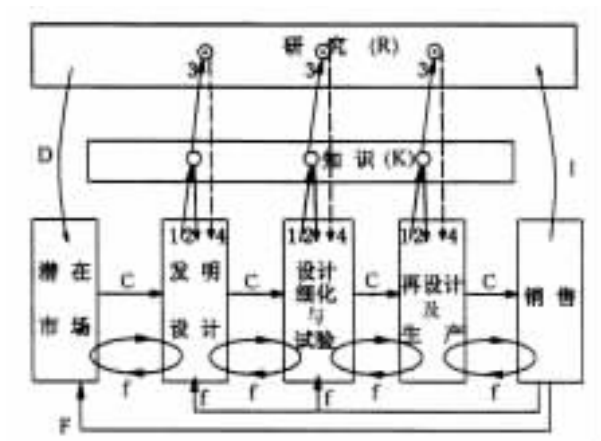 研 究 (R)
3 3 3
D
知 识 (K)
I
1 2 4 1 2 4 1 2 4
潜 在
市 场
发 明
设 计
设计
细化
与
试验
再设计
及
生 产
销 售
C C C C
f f f f
f f
F